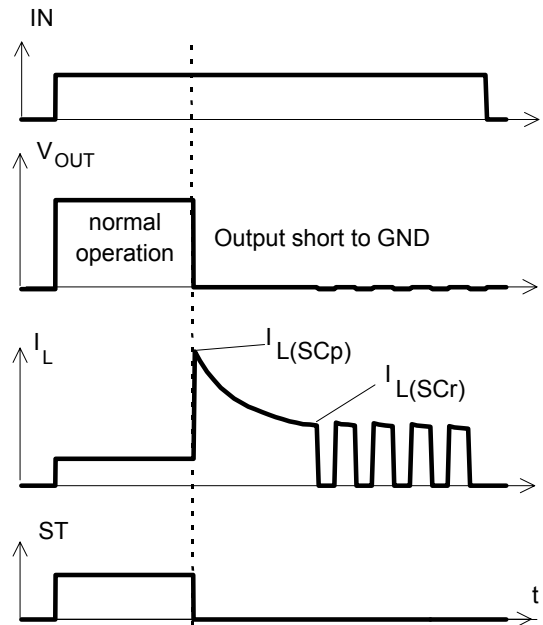 IN
V_OUT
normal
operation
Output short to GND
I_L
I_L(SCp)
I_L(SCr)
ST
t